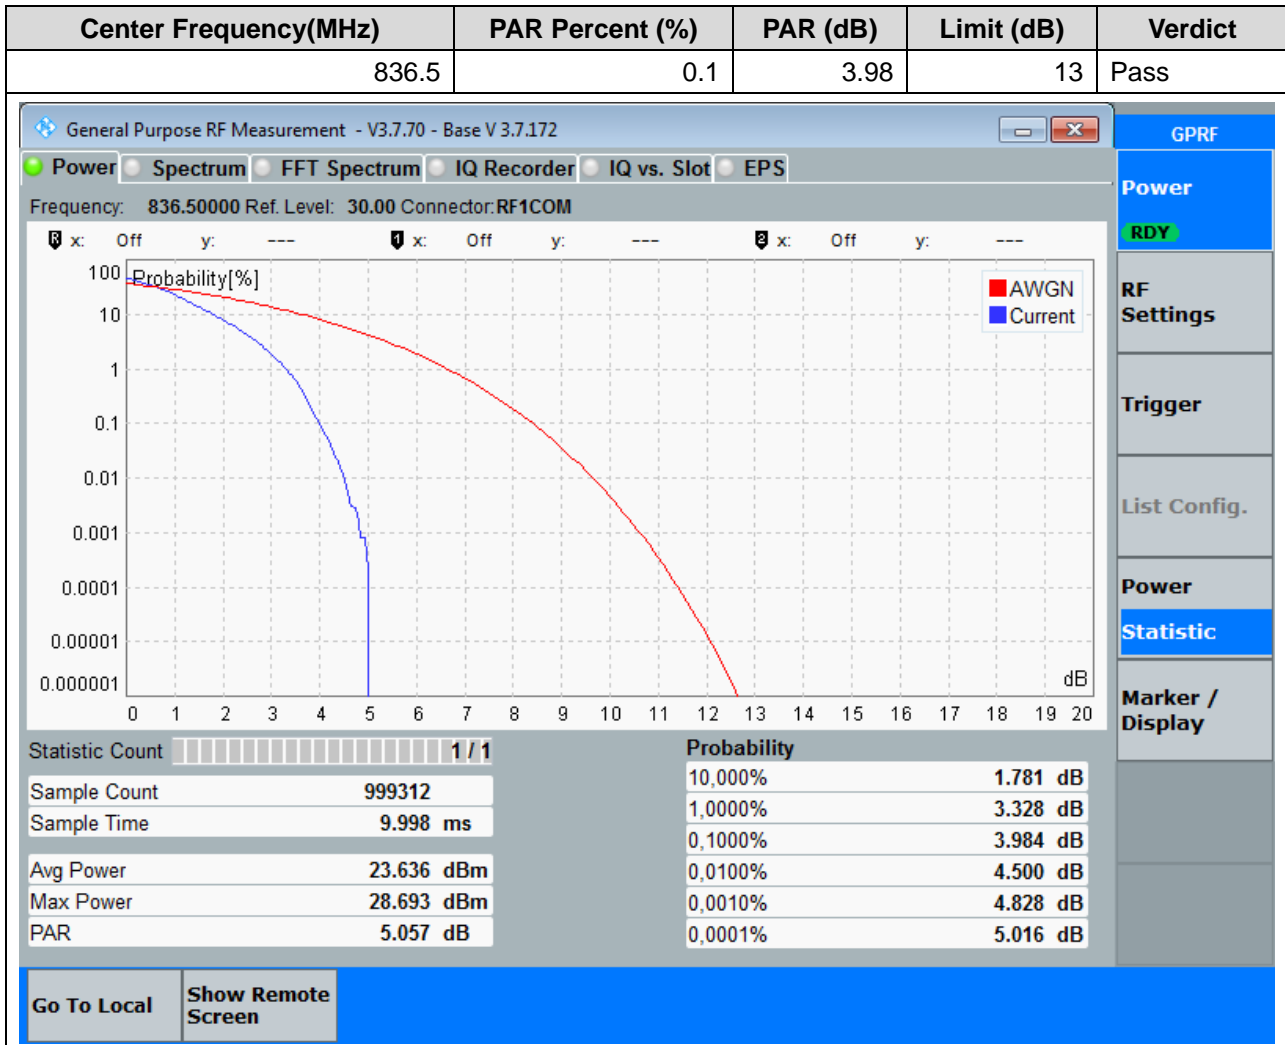 Center Frequency(MHz) PAR Percent (%) PAR (dB) Limit (dB) Verdict
836.5 0.1 3.98 13 Pass
General Purpose RF Measurement - V3.7.70 - Base V 3.7.172
GPRF
Power Spectrum FFT Spectrum IQ Recorder IQ vs. Slot EPS
Frequency: 836.50000 Ref. Level: 30.00 Connector: RF1COM
R x: Off y: --- 1 x: Off y: --- 2 x: Off y: ---
Probability[%]
AWGN
Current
100
10
1
0.1
0.01
0.001
0.0001
0.00001
0.000001
dB
0 1 2 3 4 5 6 7 8 9 10 11 12 13 14 15 16 17 18 19 20
Statistic Count 1 / 1
Sample Count 999312
Sample Time 9.998 ms
Avg Power 23.636 dBm
Max Power 28.693 dBm
PAR 5.057 dB
Probability
10,000% 1.781 dB
1,0000% 3.328 dB
0,1000% 3.984 dB
0,0100% 4.500 dB
0,0010% 4.828 dB
0,0001% 5.016 dB
Power
RDY
RF
Settings
Trigger
List Config.
Power
Statistic
Marker /
Display
Go To Local
Show Remote
Screen